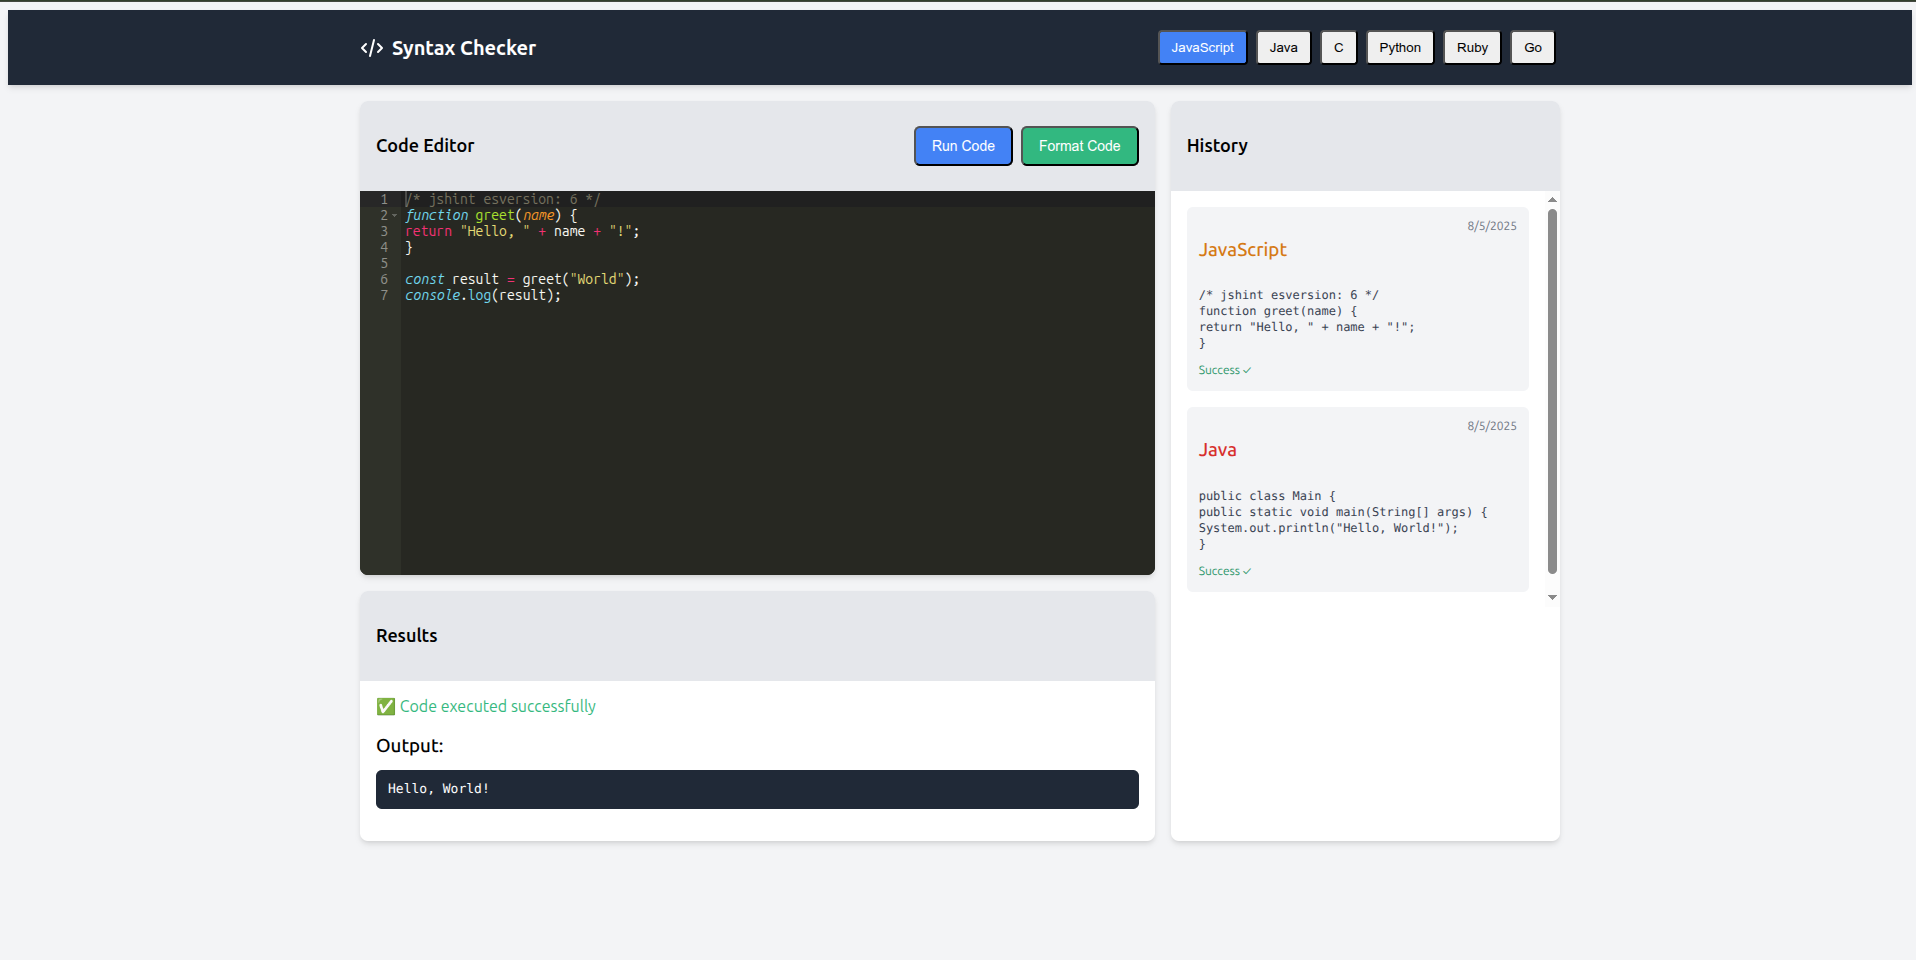 </> Syntax Checker
JavaScript Java C Python Ruby Go
Code Editor
Run Code Format Code
1 /* jshint esversion: 6 */
2 function greet(name) {
3 return "Hello, " + name + "!";
4 }
5
6 const result = greet("World");
7 console.log(result);
Results
✅ Code executed successfully
Output:
Hello, World!
History
8/5/2025
JavaScript
/* jshint esversion: 6 */
function greet(name) {
return "Hello, " + name + "!";
}
Success ✓
8/5/2025
Java
public class Main {
public static void main(String[] args) {
System.out.println("Hello, World!");
}
Success ✓